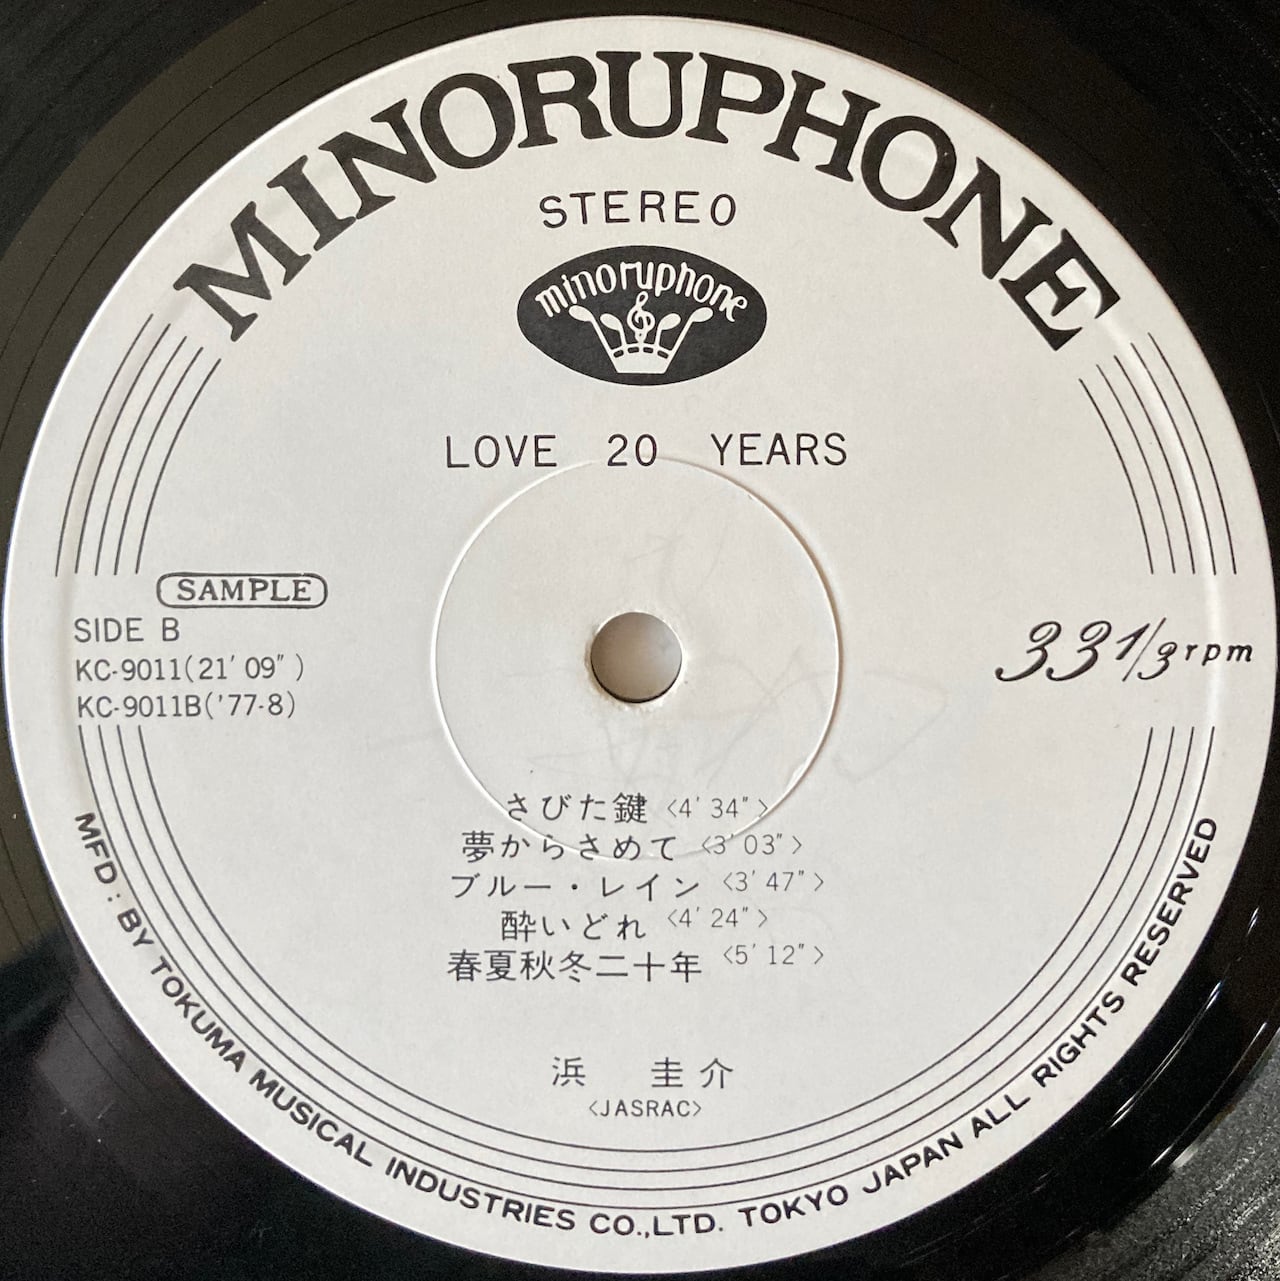 MINORUPHONE
STEREO
minoruphone
LOVE 20 YEARS
SAMPLE
SIDE B
KC-9011(21′09″)
KC-9011B('77-8)
33 1/3 rpm
さびた鍵 〈4′34″〉
夢からさめて 〈3′03″〉
ブルー・レイン 〈3′47″〉
酔いどれ 〈4′24″〉
春夏秋冬二十年 〈5′12″〉
浜 圭介
〈JASRAC〉
MFD: BY TOKUMA MUSICAL INDUSTRIES CO.,LTD. TOKYO JAPAN ALL RIGHTS RESERVED